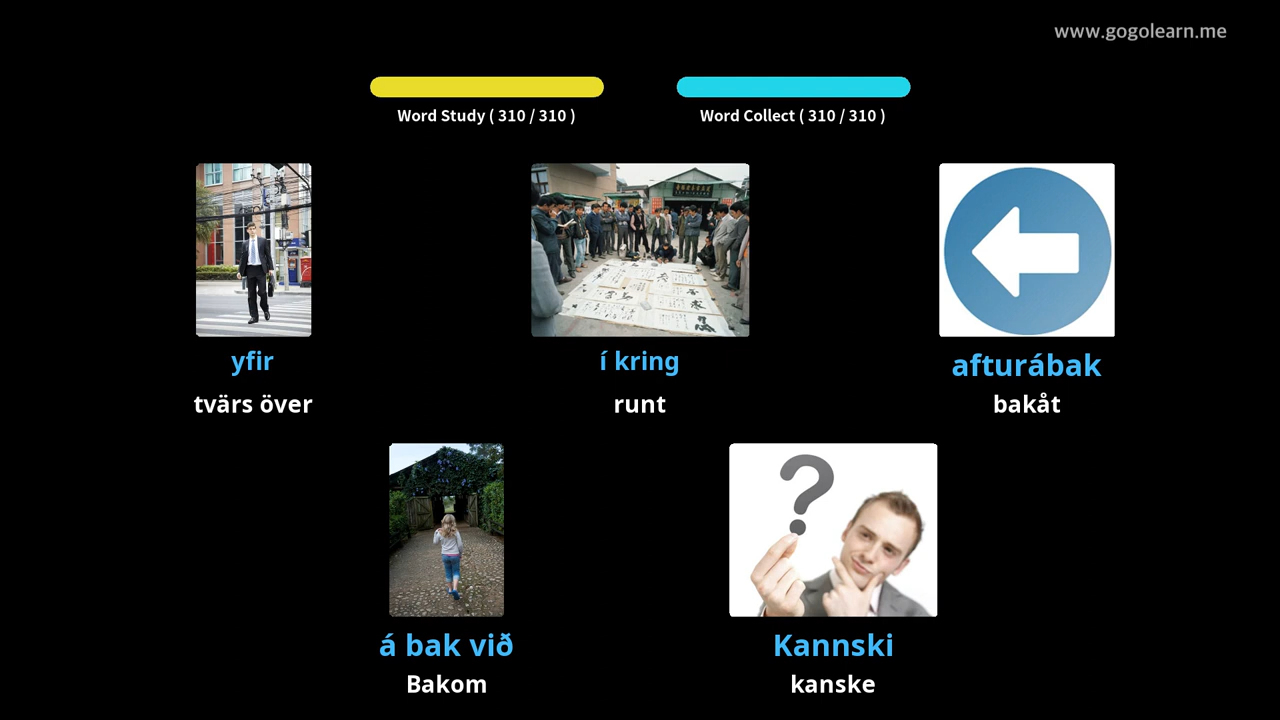 www.gogolearn.me
Word Study ( 310 / 310 )
Word Collect ( 310 / 310 )
yfir
í kring
afturábak
tvärs över
runt
bakåt
á bak við
Kannski
Bakom
kanske